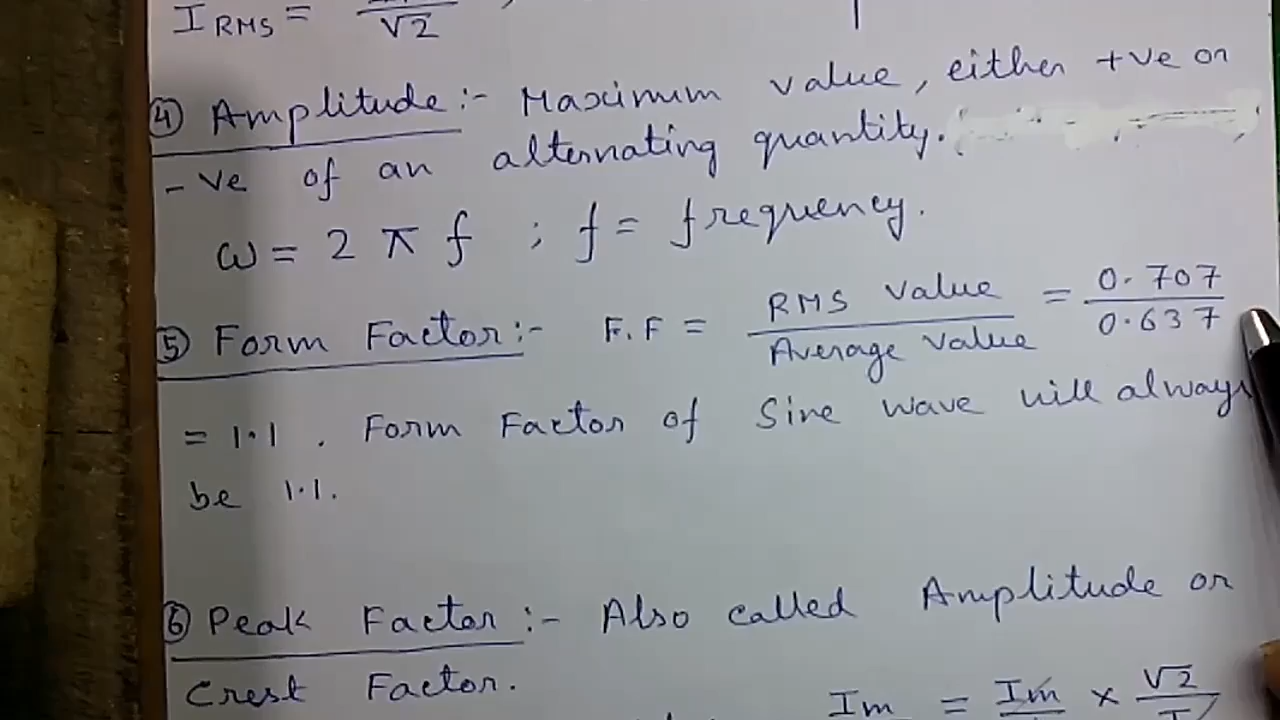 I RMS = √2
④ Amplitude :- Maximum value, either +ve or
-ve of an alternating quantity.
ω = 2 π f ; f = frequency.
⑤ Form Factor :- F.F = RMS Value / Average Value = 0.707 / 0.637
= 1.1 . Form Factor of Sine wave will always
be 1.1.
⑥ Peak Factor :- Also called Amplitude or
Crest Factor.
Im = Im × √2